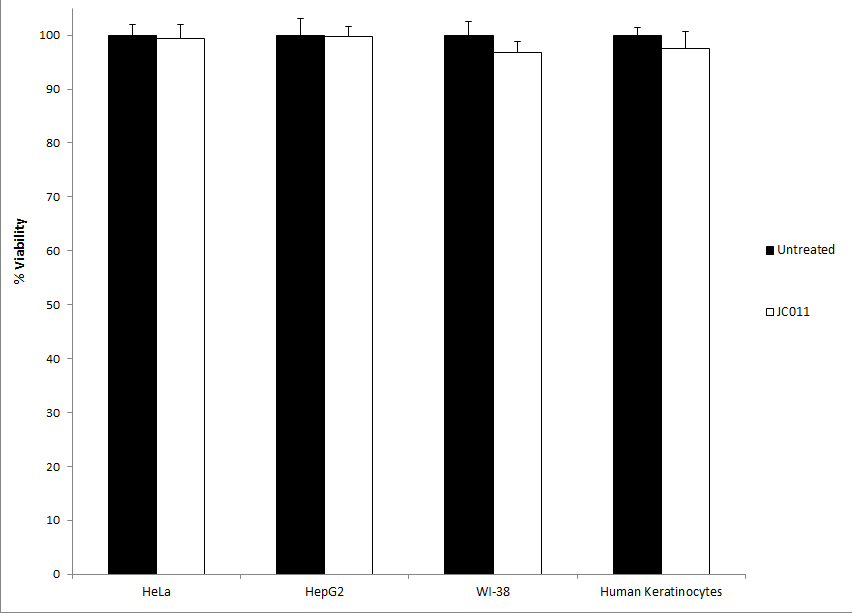 100
90
80
70
60
50
40
30
20
10
0
% Viability
HeLa
HepG2
WI-38
Human Keratinocytes
Untreated
JC011